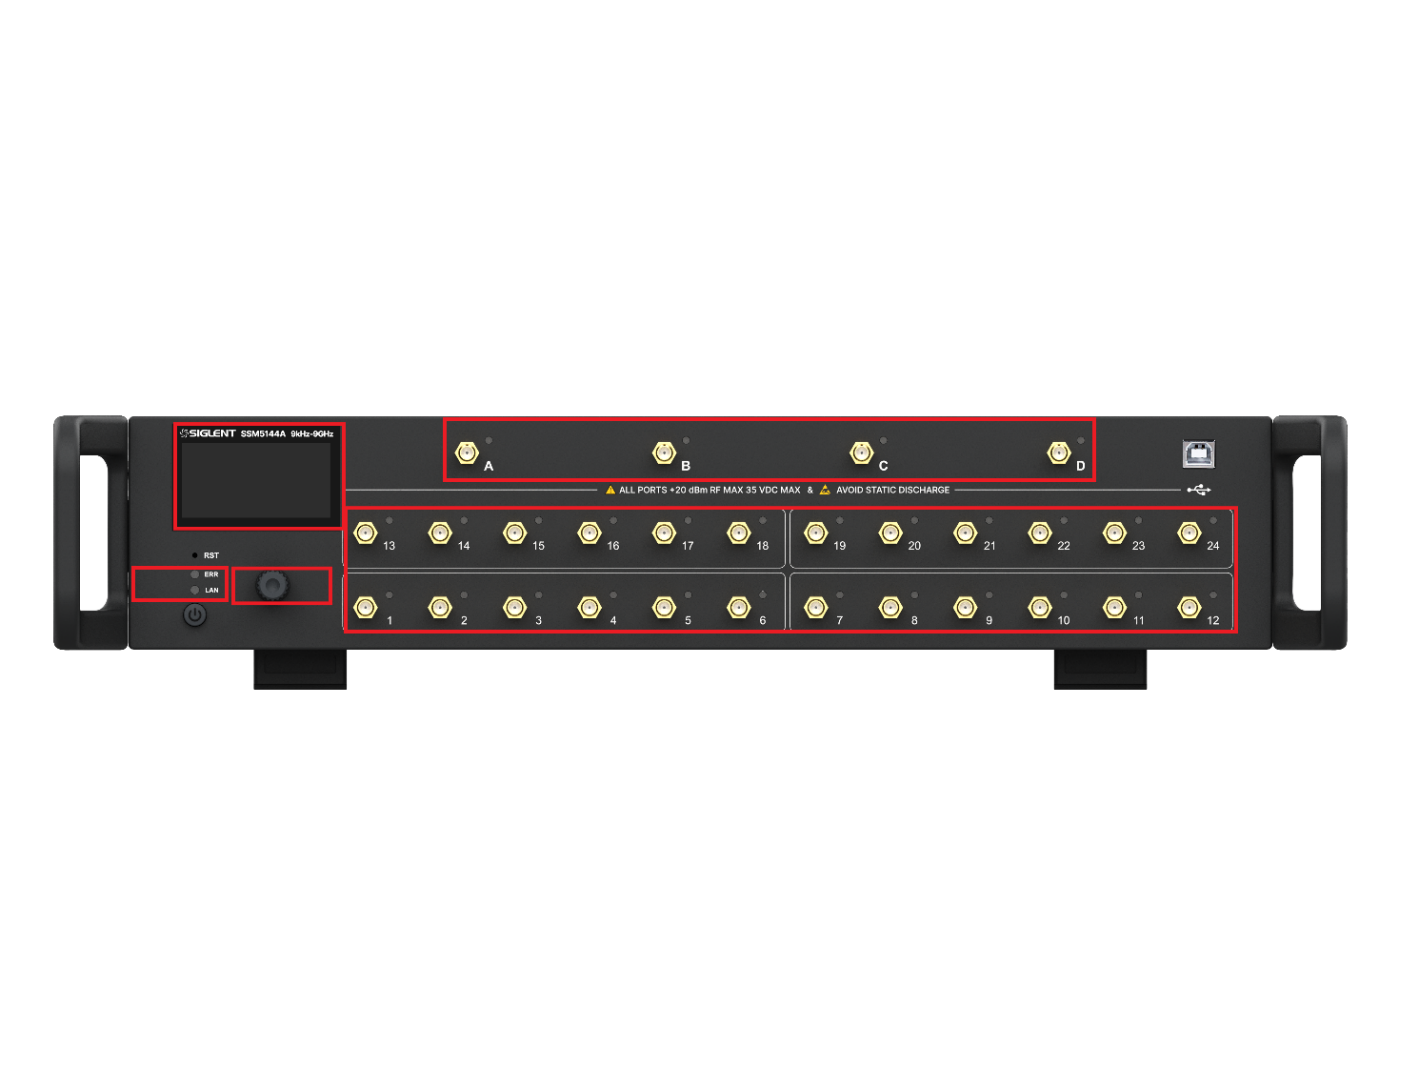 SIGLENT SSM5144A 9kHz-9GHz
A B C D
ALL PORTS +20 dBm RF MAX 35 VDC MAX & AVOID STATIC DISCHARGE
13 14 15 16 17 18 19 20 21 22 23 24
RST
ERR
LAN
1 2 3 4 5 6 7 8 9 10 11 12